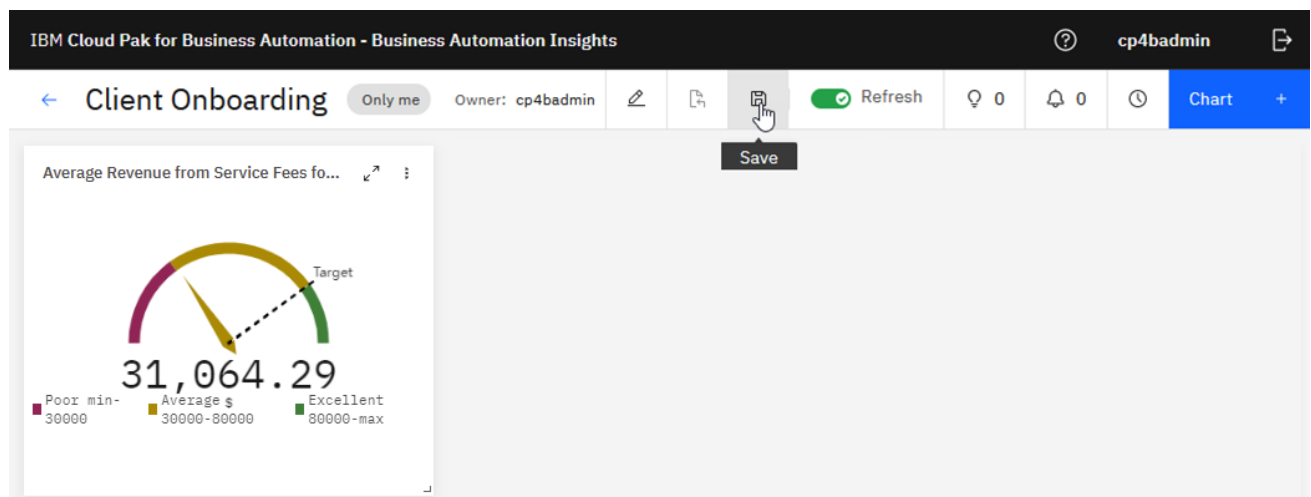 IBM Cloud Pak for Business Automation - Business Automation Insights
cp4badmin
Client Onboarding
Only me
Owner: cp4badmin
Refresh
0
0
Chart +
Save
Average Revenue from Service Fees fo...
Target
31,064.29
$
Poor min-
30000
Average
30000-80000
Excellent
80000-max